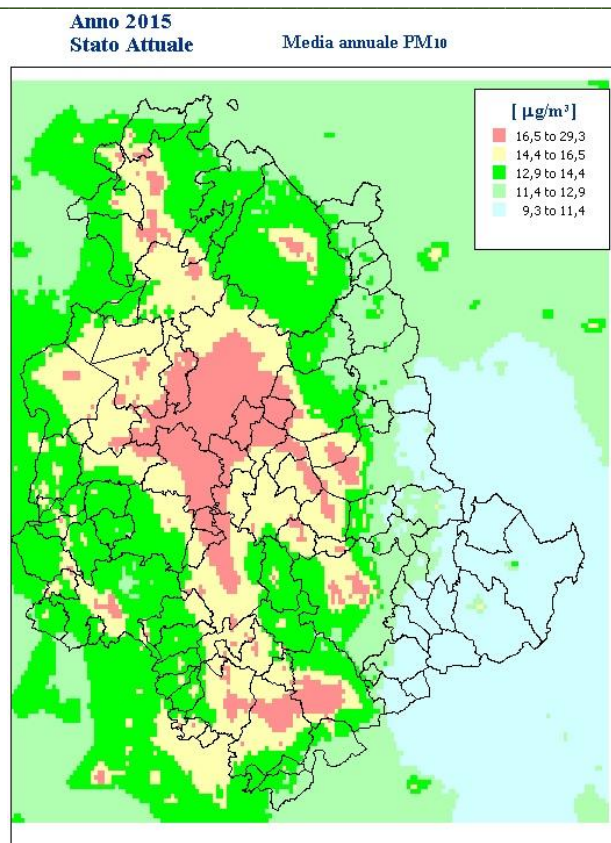 Anno 2015
Stato Attuale
Media annuale PM10
[ µg/m³ ]
16,5 to 29,3
14,4 to 16,5
12,9 to 14,4
11,4 to 12,9
9,3 to 11,4